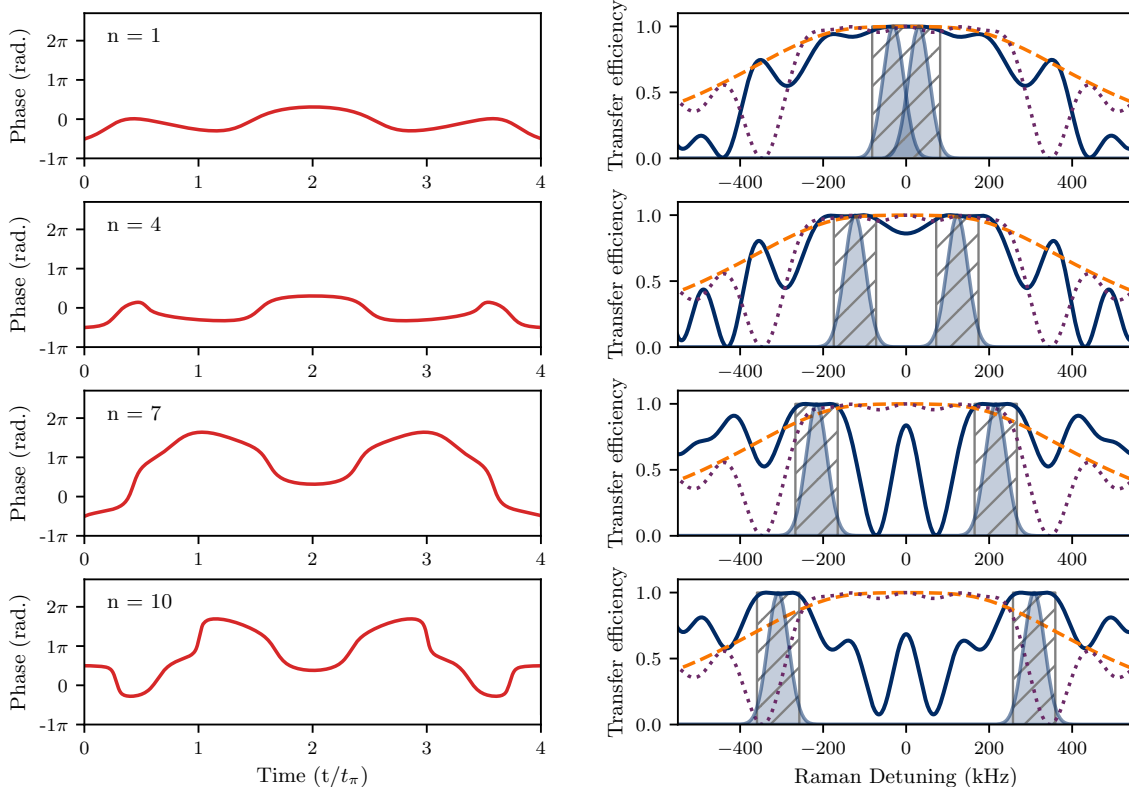 Phase (rad.)
2π
1π
0
-1π
n = 1
0 1 2 3 4
Transfer efficiency
1.0
0.5
0.0
−400 −200 0 200 400
Phase (rad.)
2π
1π
0
-1π
n = 4
0 1 2 3 4
Transfer efficiency
1.0
0.5
0.0
−400 −200 0 200 400
Phase (rad.)
2π
1π
0
-1π
n = 7
0 1 2 3 4
Transfer efficiency
1.0
0.5
0.0
−400 −200 0 200 400
Phase (rad.)
2π
1π
0
-1π
n = 10
0 1 2 3 4
Time (t/t_π)
Transfer efficiency
1.0
0.5
0.0
−400 −200 0 200 400
Raman Detuning (kHz)